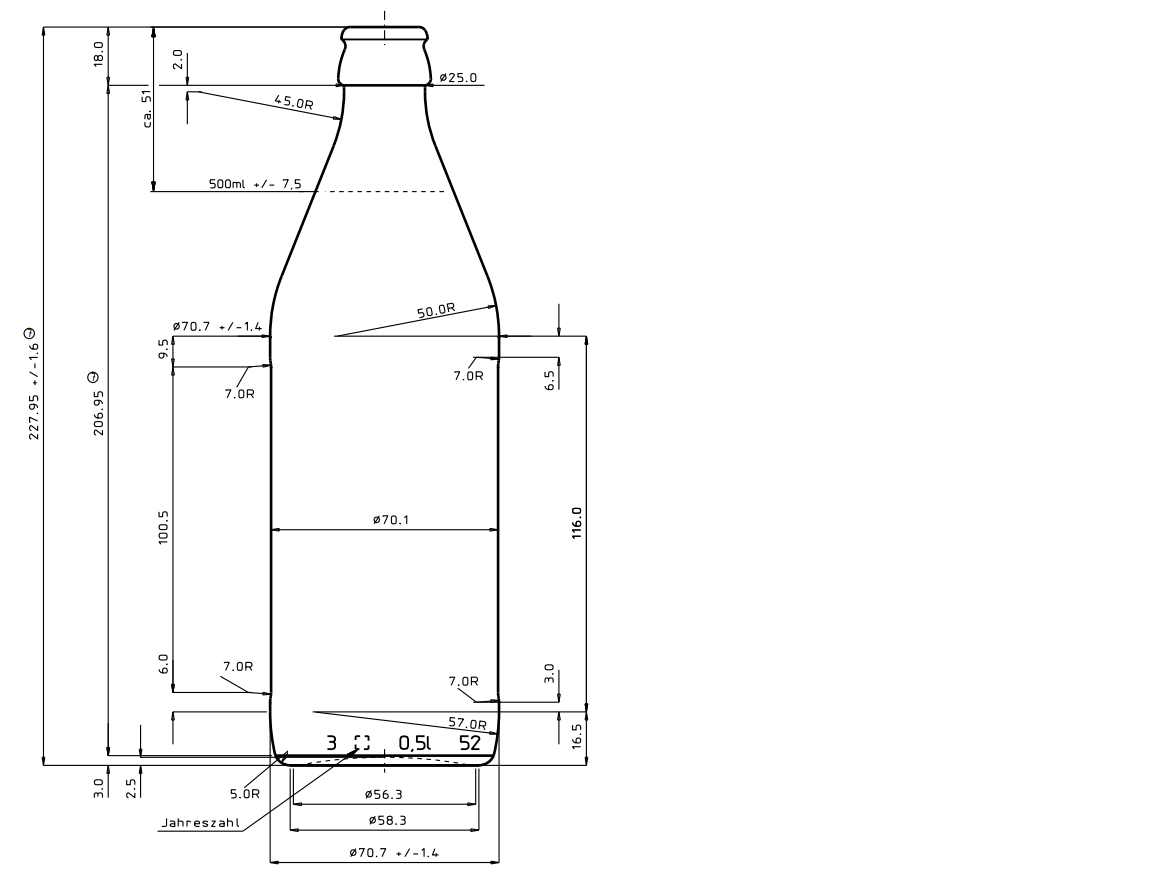 18.0
2.0
ø25.0
45.0R
ca. 51
500ml +/- 7,5
50.0R
ø70.7 +/-1.4
9.5
7.0R
7.0R
6.5
227.95 +/-1.6
206.95
ø70.1
100.5
116.0
6.0
7.0R
7.0R
3.0
57.0R
16.5
3
0,5l
52
3.0
2.5
5.0R
ø56.3
Jahreszahl
ø58.3
ø70.7 +/-1.4